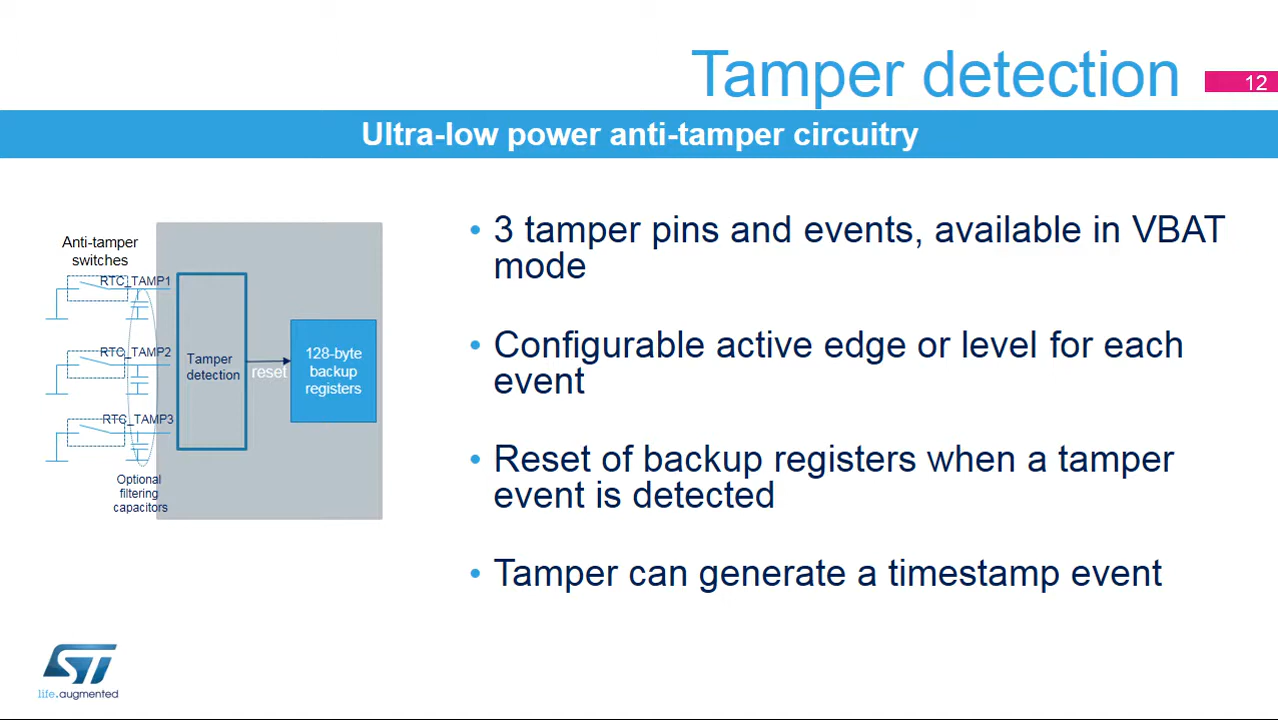 Tamper detection
12
Ultra-low power anti-tamper circuitry
Anti-tamper
switches
RTC_TAMP1
RTC_TAMP2
RTC_TAMP3
Tamper
detection
reset
128-byte
backup
registers
Optional
filtering
capacitors
• 3 tamper pins and events, available in VBAT
mode
• Configurable active edge or level for each
event
• Reset of backup registers when a tamper
event is detected
• Tamper can generate a timestamp event
ST
life.augmented